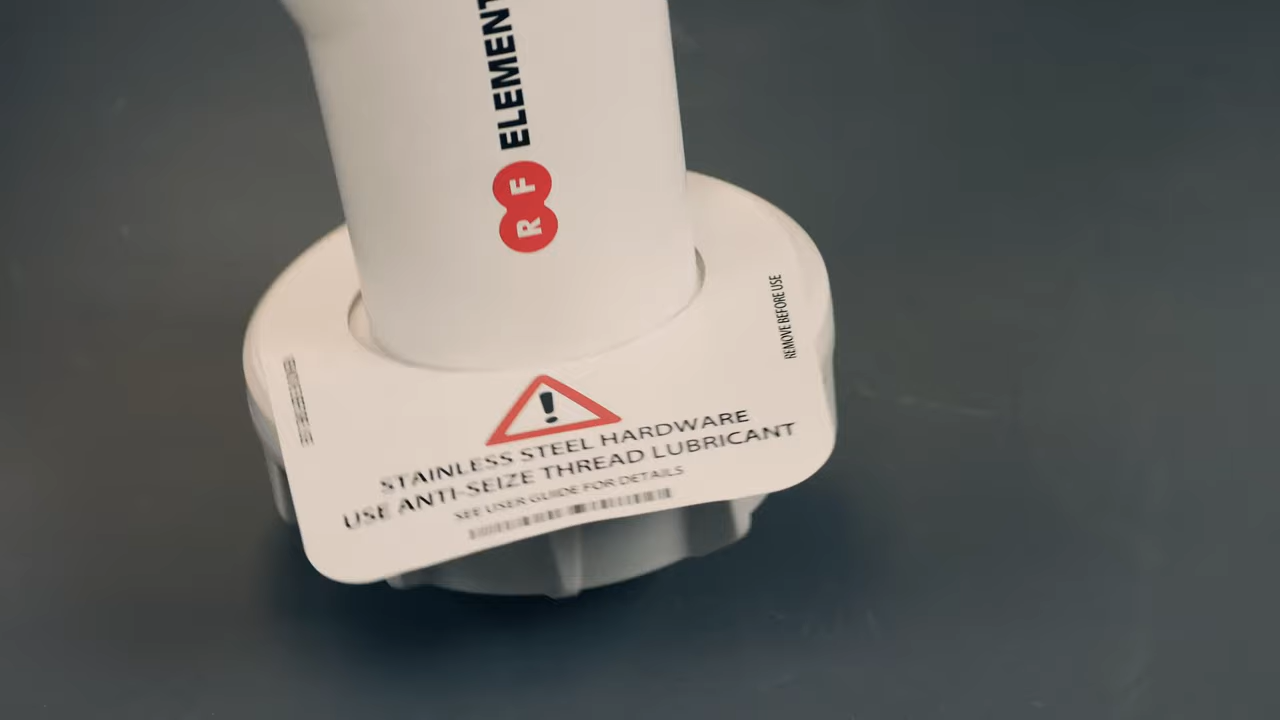 ELEMENT
R F
REMOVE BEFORE USE
!
STAINLESS STEEL HARDWARE
USE ANTI-SEIZE THREAD LUBRICANT
SEE USER GUIDE FOR DETAILS